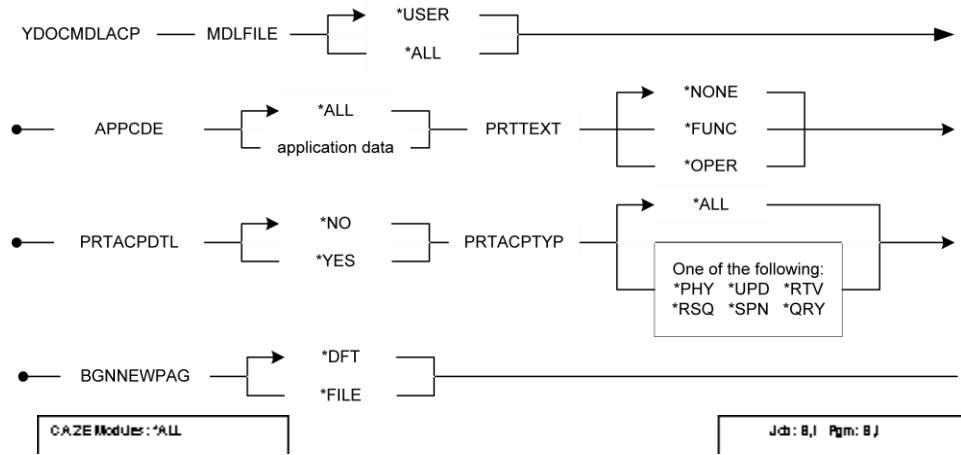 YDOCMDLACP MDLFILE *USER
*ALL
APPCDE *ALL
application data
PRTTEXT *NONE
*FUNC
*OPER
PRTACPDTL *NO
*YES
PRTACPTYP *ALL
One of the following:
*PHY *UPD *RTV
*RSQ *SPN *QRY
BGNNEWPAG *DFT
*FILE
CA2E Modules: *ALL
Job: B,I Pgm: B,I